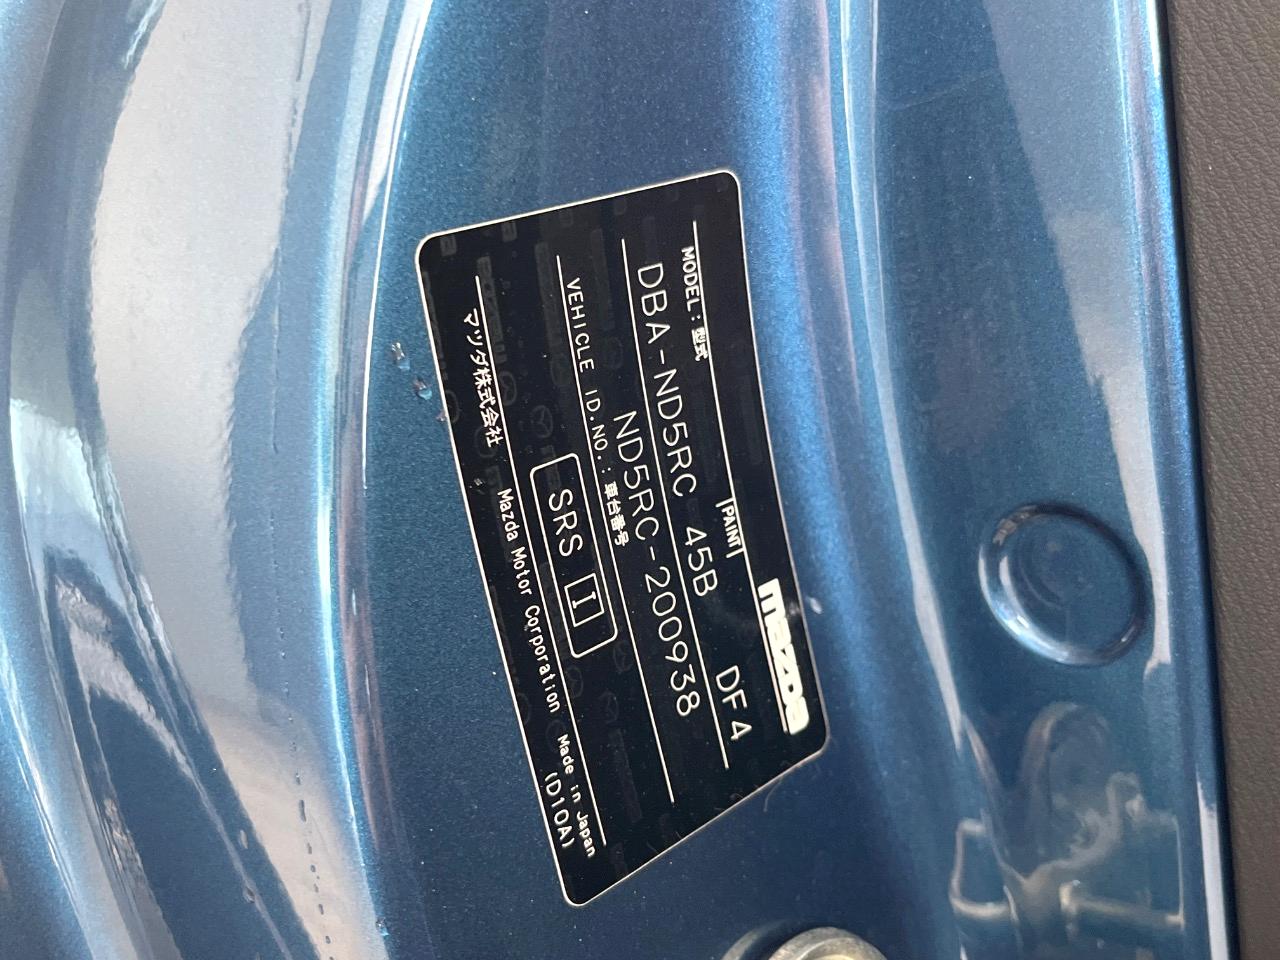 mazda
MODEL:型式 PAINT
DBA-ND5RC 45B DF4
ND5RC-200938
VEHICLE ID.NO.:車台番号
SRS I
マツダ株式会社 Mazda Motor Corporation Made in Japan
(D10A)